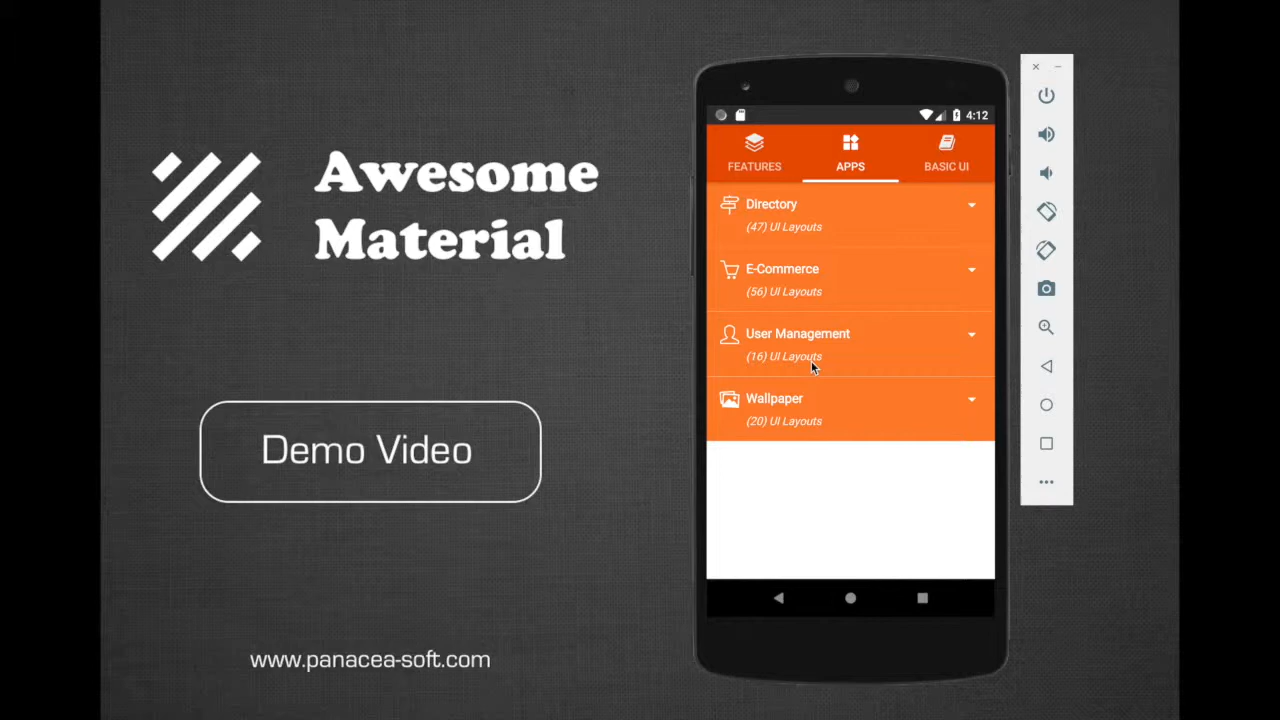 Awesome
Material
Demo Video
www.panacea-soft.com
4:12
FEATURES
APPS
BASIC UI
Directory
(47) UI Layouts
E-Commerce
(56) UI Layouts
User Management
(16) UI Layouts
Wallpaper
(20) UI Layouts